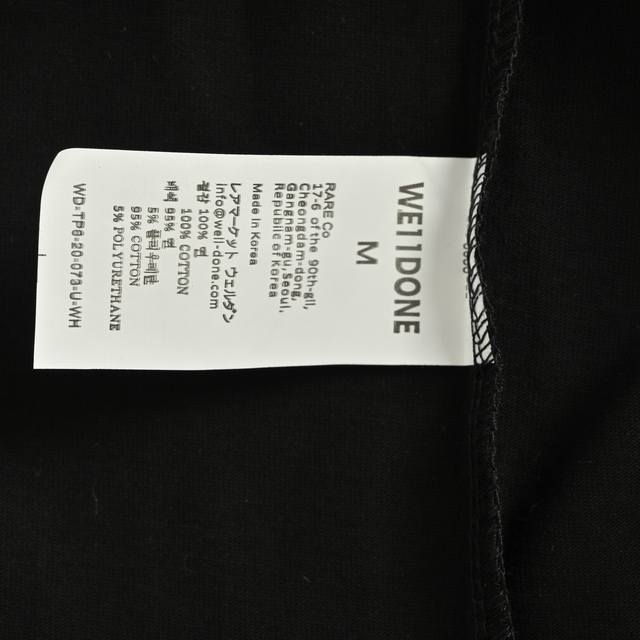 WE11DONE
M
RARE Co
17-6 of the 90th-gil,
Cheongdam-dong,
Gangnam-gu, Seoul,
Republic of Korea
Made in Korea
レアマーケット ウェルダン
info@well-done.com
겉감 100% 면
100% COTTON
배색 95% 면
5% 폴리우레탄
95% COTTON
5% POLYURETHANE
WD-TP6-20-073-U-WH